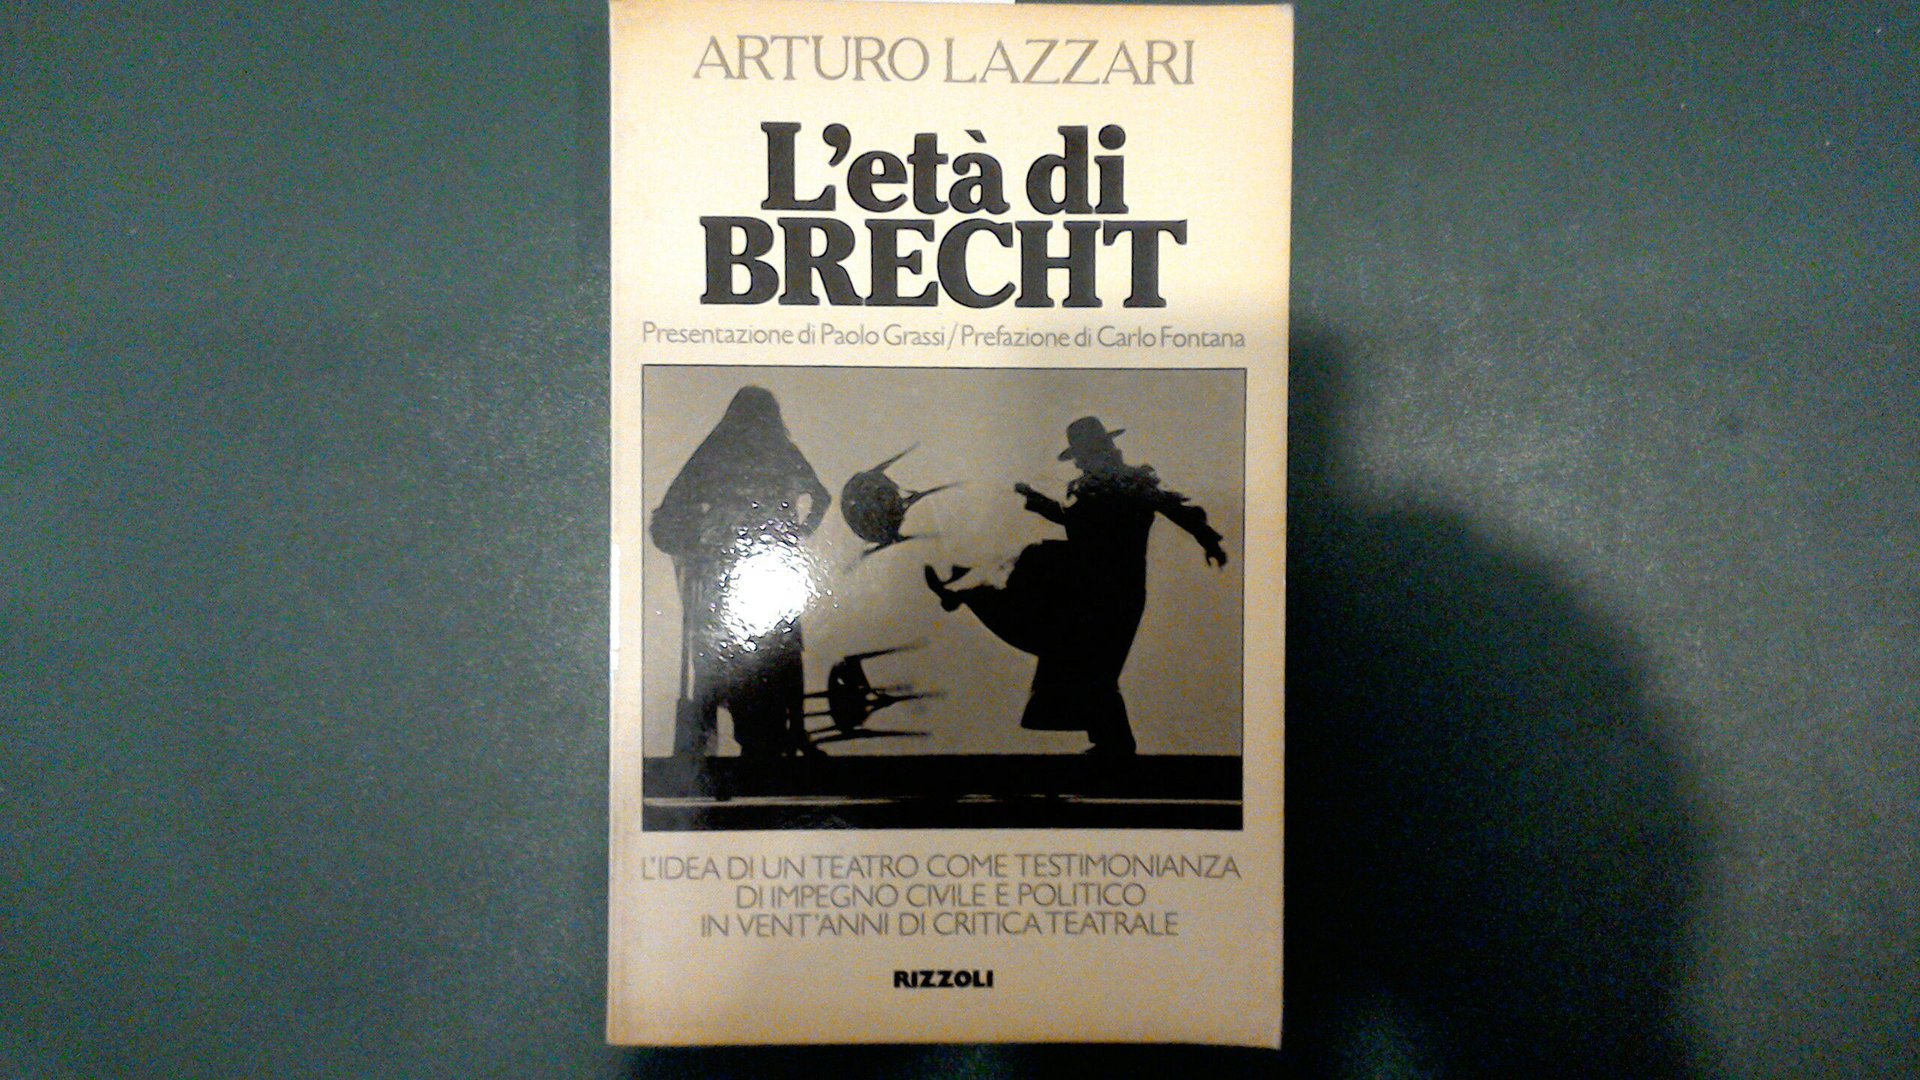 ARTURO LAZZARI
L'età di
BRECHT
Presentazione di Paolo Grassi / Prefazione di Carlo Fontana
L'IDEA DI UN TEATRO COME TESTIMONIANZA
DI IMPEGNO CIVILE E POLITICO
IN VENT'ANNI DI CRITICA TEATRALE
RIZZOLI